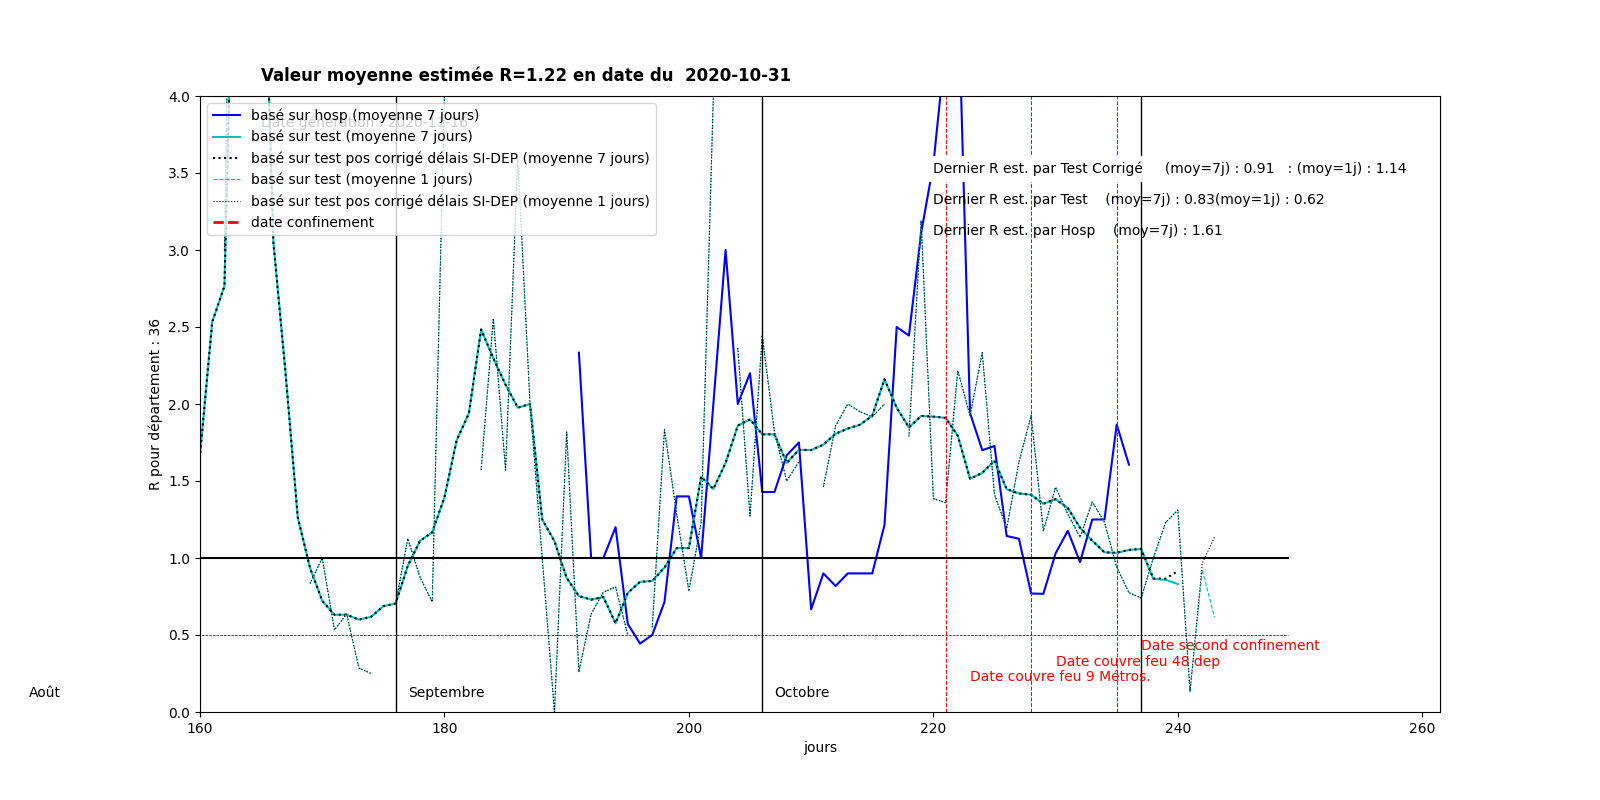 Valeur moyenne estimée R=1.22 en date du  2020-10-31
basé sur hosp (moyenne 7 jours)
basé sur test (moyenne 7 jours)
basé sur test pos corrigé délais SI-DEP (moyenne 7 jours)
basé sur test (moyenne 1 jours)
basé sur test pos corrigé délais SI-DEP (moyenne 1 jours)
date confinement
Dernier R est. par Test Corrigé (moy=7j) : 0.91 : (moy=1j) : 1.14
Dernier R est. par Test (moy=7j) : 0.83(moy=1j) : 0.62
Dernier R est. par Hosp (moy=7j) : 1.61
R pour département : 36
4.0
3.5
3.0
2.5
2.0
1.5
1.0
0.5
0.0
Date second confinement
Date couvre feu 48 dep
Date couvre feu 9 Métros.
Août
Septembre
Octobre
160
180
200
220
240
260
jours